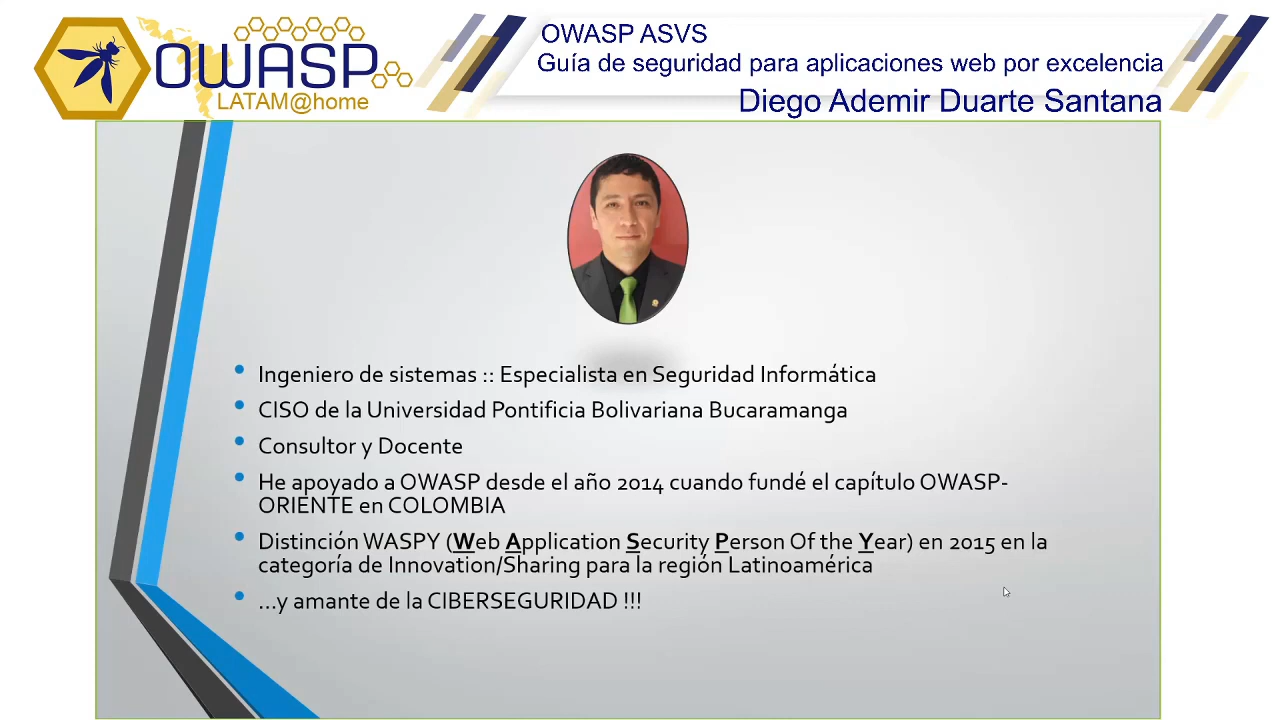 OWASP
LATAM@home
OWASP ASVS
Guía de seguridad para aplicaciones web por excelencia
Diego Ademir Duarte Santana
• Ingeniero de sistemas :: Especialista en Seguridad Informática
• CISO de la Universidad Pontificia Bolivariana Bucaramanga
• Consultor y Docente
• He apoyado a OWASP desde el año 2014 cuando fundé el capítulo OWASP-
ORIENTE en COLOMBIA
• Distinción WASPY (Web Application Security Person Of the Year) en 2015 en la
categoría de Innovation/Sharing para la región Latinoamérica
• ...y amante de la CIBERSEGURIDAD !!!